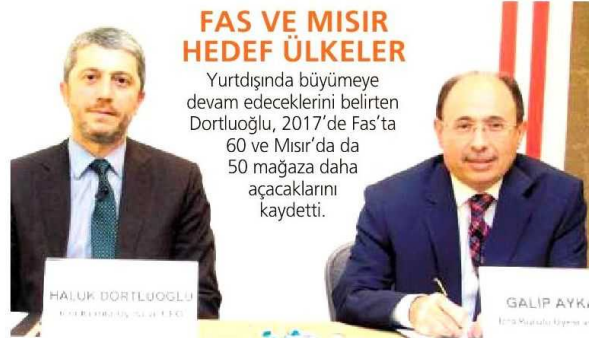 FAS VE MISIR
HEDEF ÜLKELER
Yurtdışında büyümeye
devam edeceklerini belirten
Dortluoğlu, 2017’de Fas’ta
60 ve Mısır’da da
50 mağaza daha
açacaklarını
kaydetti.
HALUK DORTLUOĞLU
GALİP AYKA